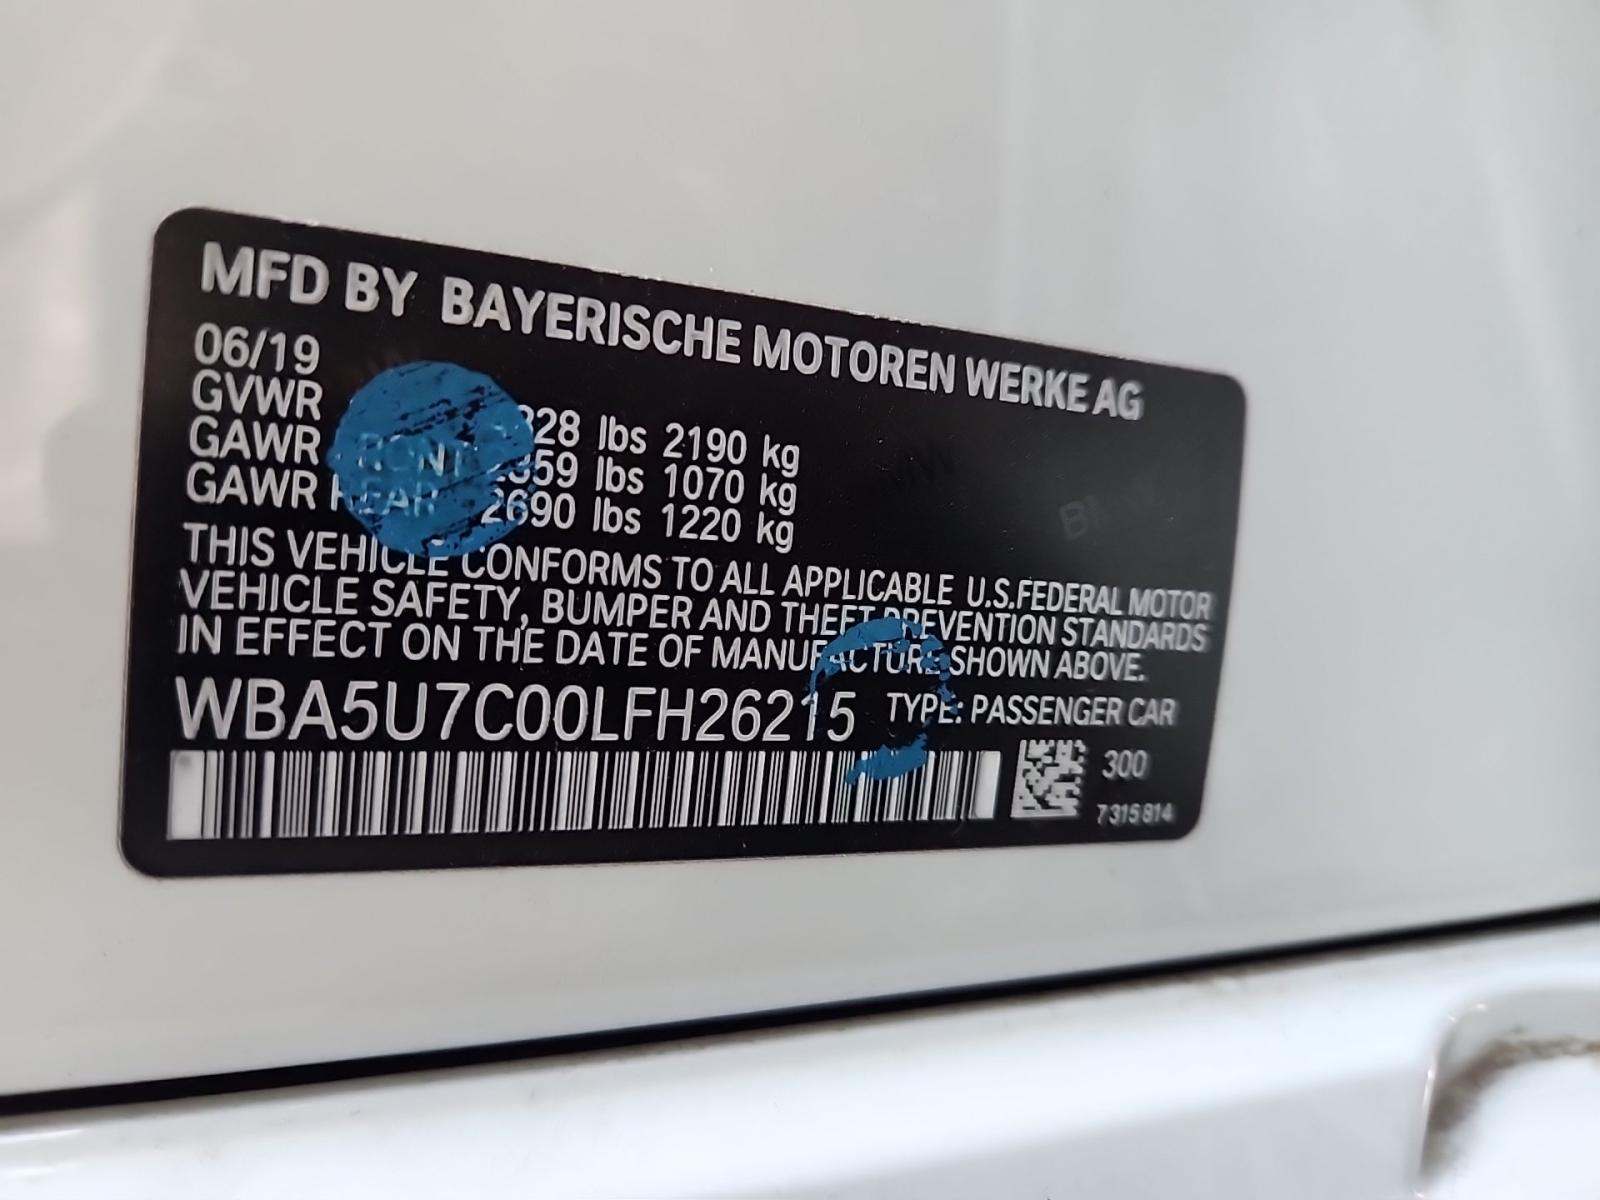 MFD BY BAYERISCHE MOTOREN WERKE AG
06/19
GVWR lbs 2190 kg
GAWR lbs 1070 kg
GAWR REAR 2690 lbs 1220 kg
THIS VEHICLE CONFORMS TO ALL APPLICABLE U.S.FEDERAL MOTOR
VEHICLE SAFETY, BUMPER AND THEFT PREVENTION STANDARDS
IN EFFECT ON THE DATE OF MANUFACTURE SHOWN ABOVE.
WBA5U7C00LFH26215 TYPE: PASSENGER CAR
300
7315814